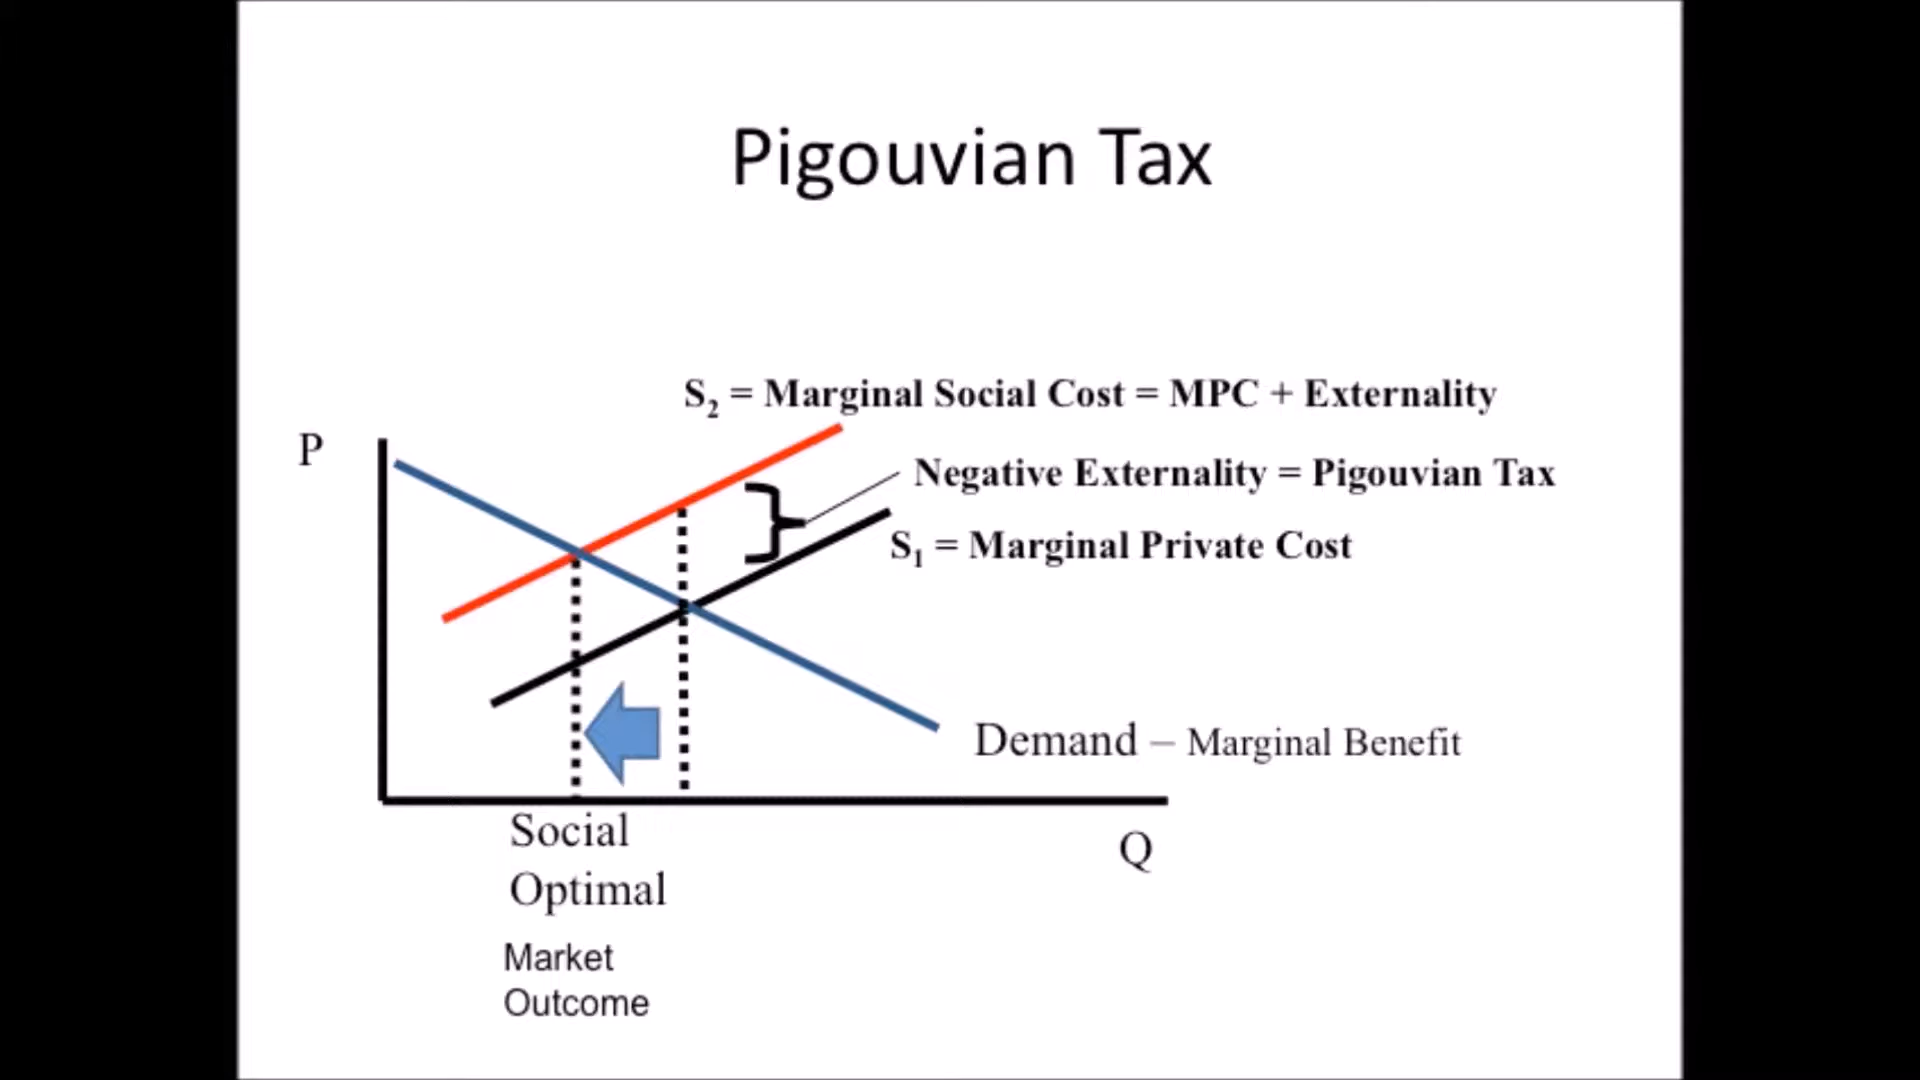 Pigouvian Tax
S₂ = Marginal Social Cost = MPC + Externality
P
Negative Externality = Pigouvian Tax
S₁ = Marginal Private Cost
Demand – Marginal Benefit
Social
Optimal
Q
Market
Outcome